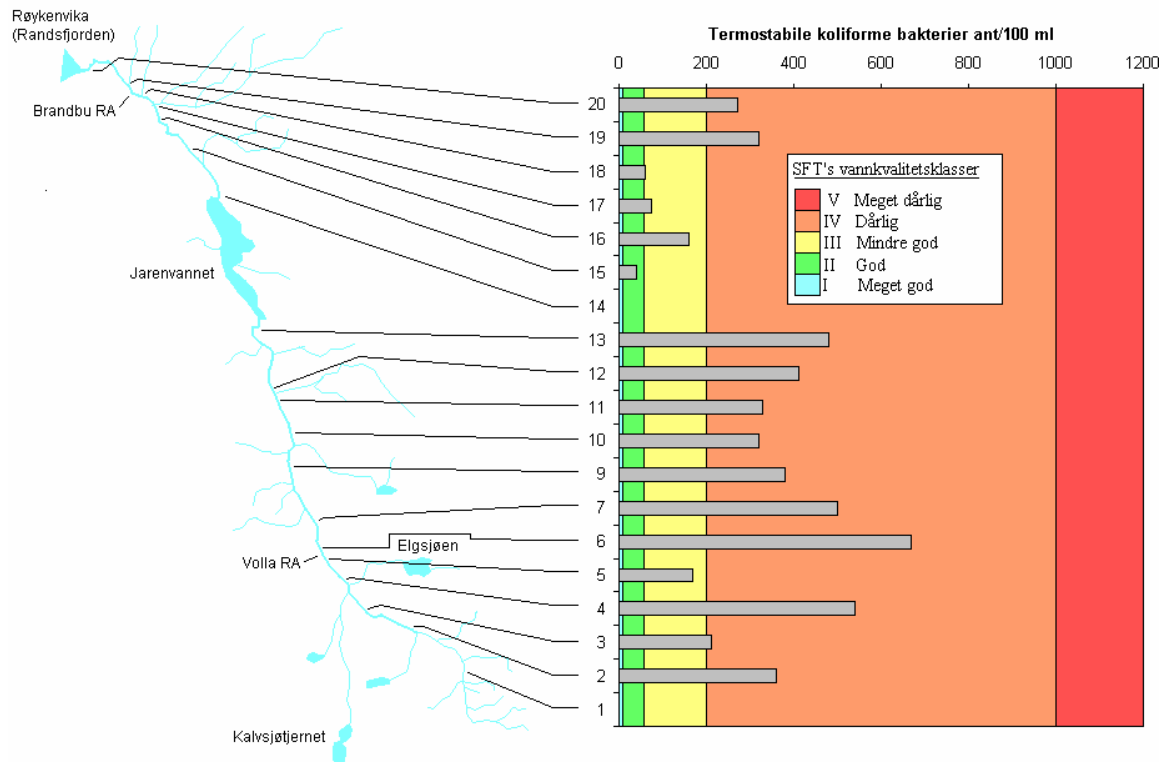 Røykenvika
(Randsfjorden)
Brandbu RA
Jarenvannet
Volla RA
Elgsjøen
Kalvsjøtjernet
Termostabile koliforme bakterier ant/100 ml
0 200 400 600 800 1000 1200
20
19
18
17
16
15
14
13
12
11
10
9
7
6
5
4
3
2
1
SFT's vannkvalitetsklasser
V Meget dårlig
IV Dårlig
III Mindre god
II God
I Meget god